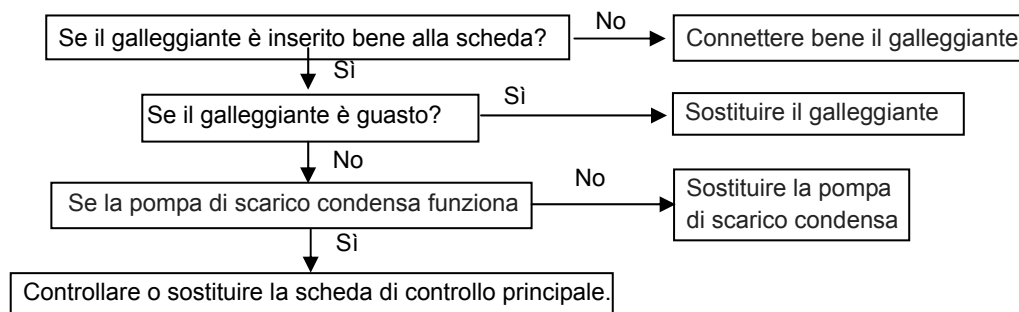 Se il galleggiante è inserito bene alla scheda?
No
Connettere bene il galleggiante
Sì
Se il galleggiante è guasto?
Sì
Sostituire il galleggiante
No
Se la pompa di scarico condensa funziona
No
Sostituire la pompa
di scarico condensa
Sì
Controllare o sostituire la scheda di controllo principale.